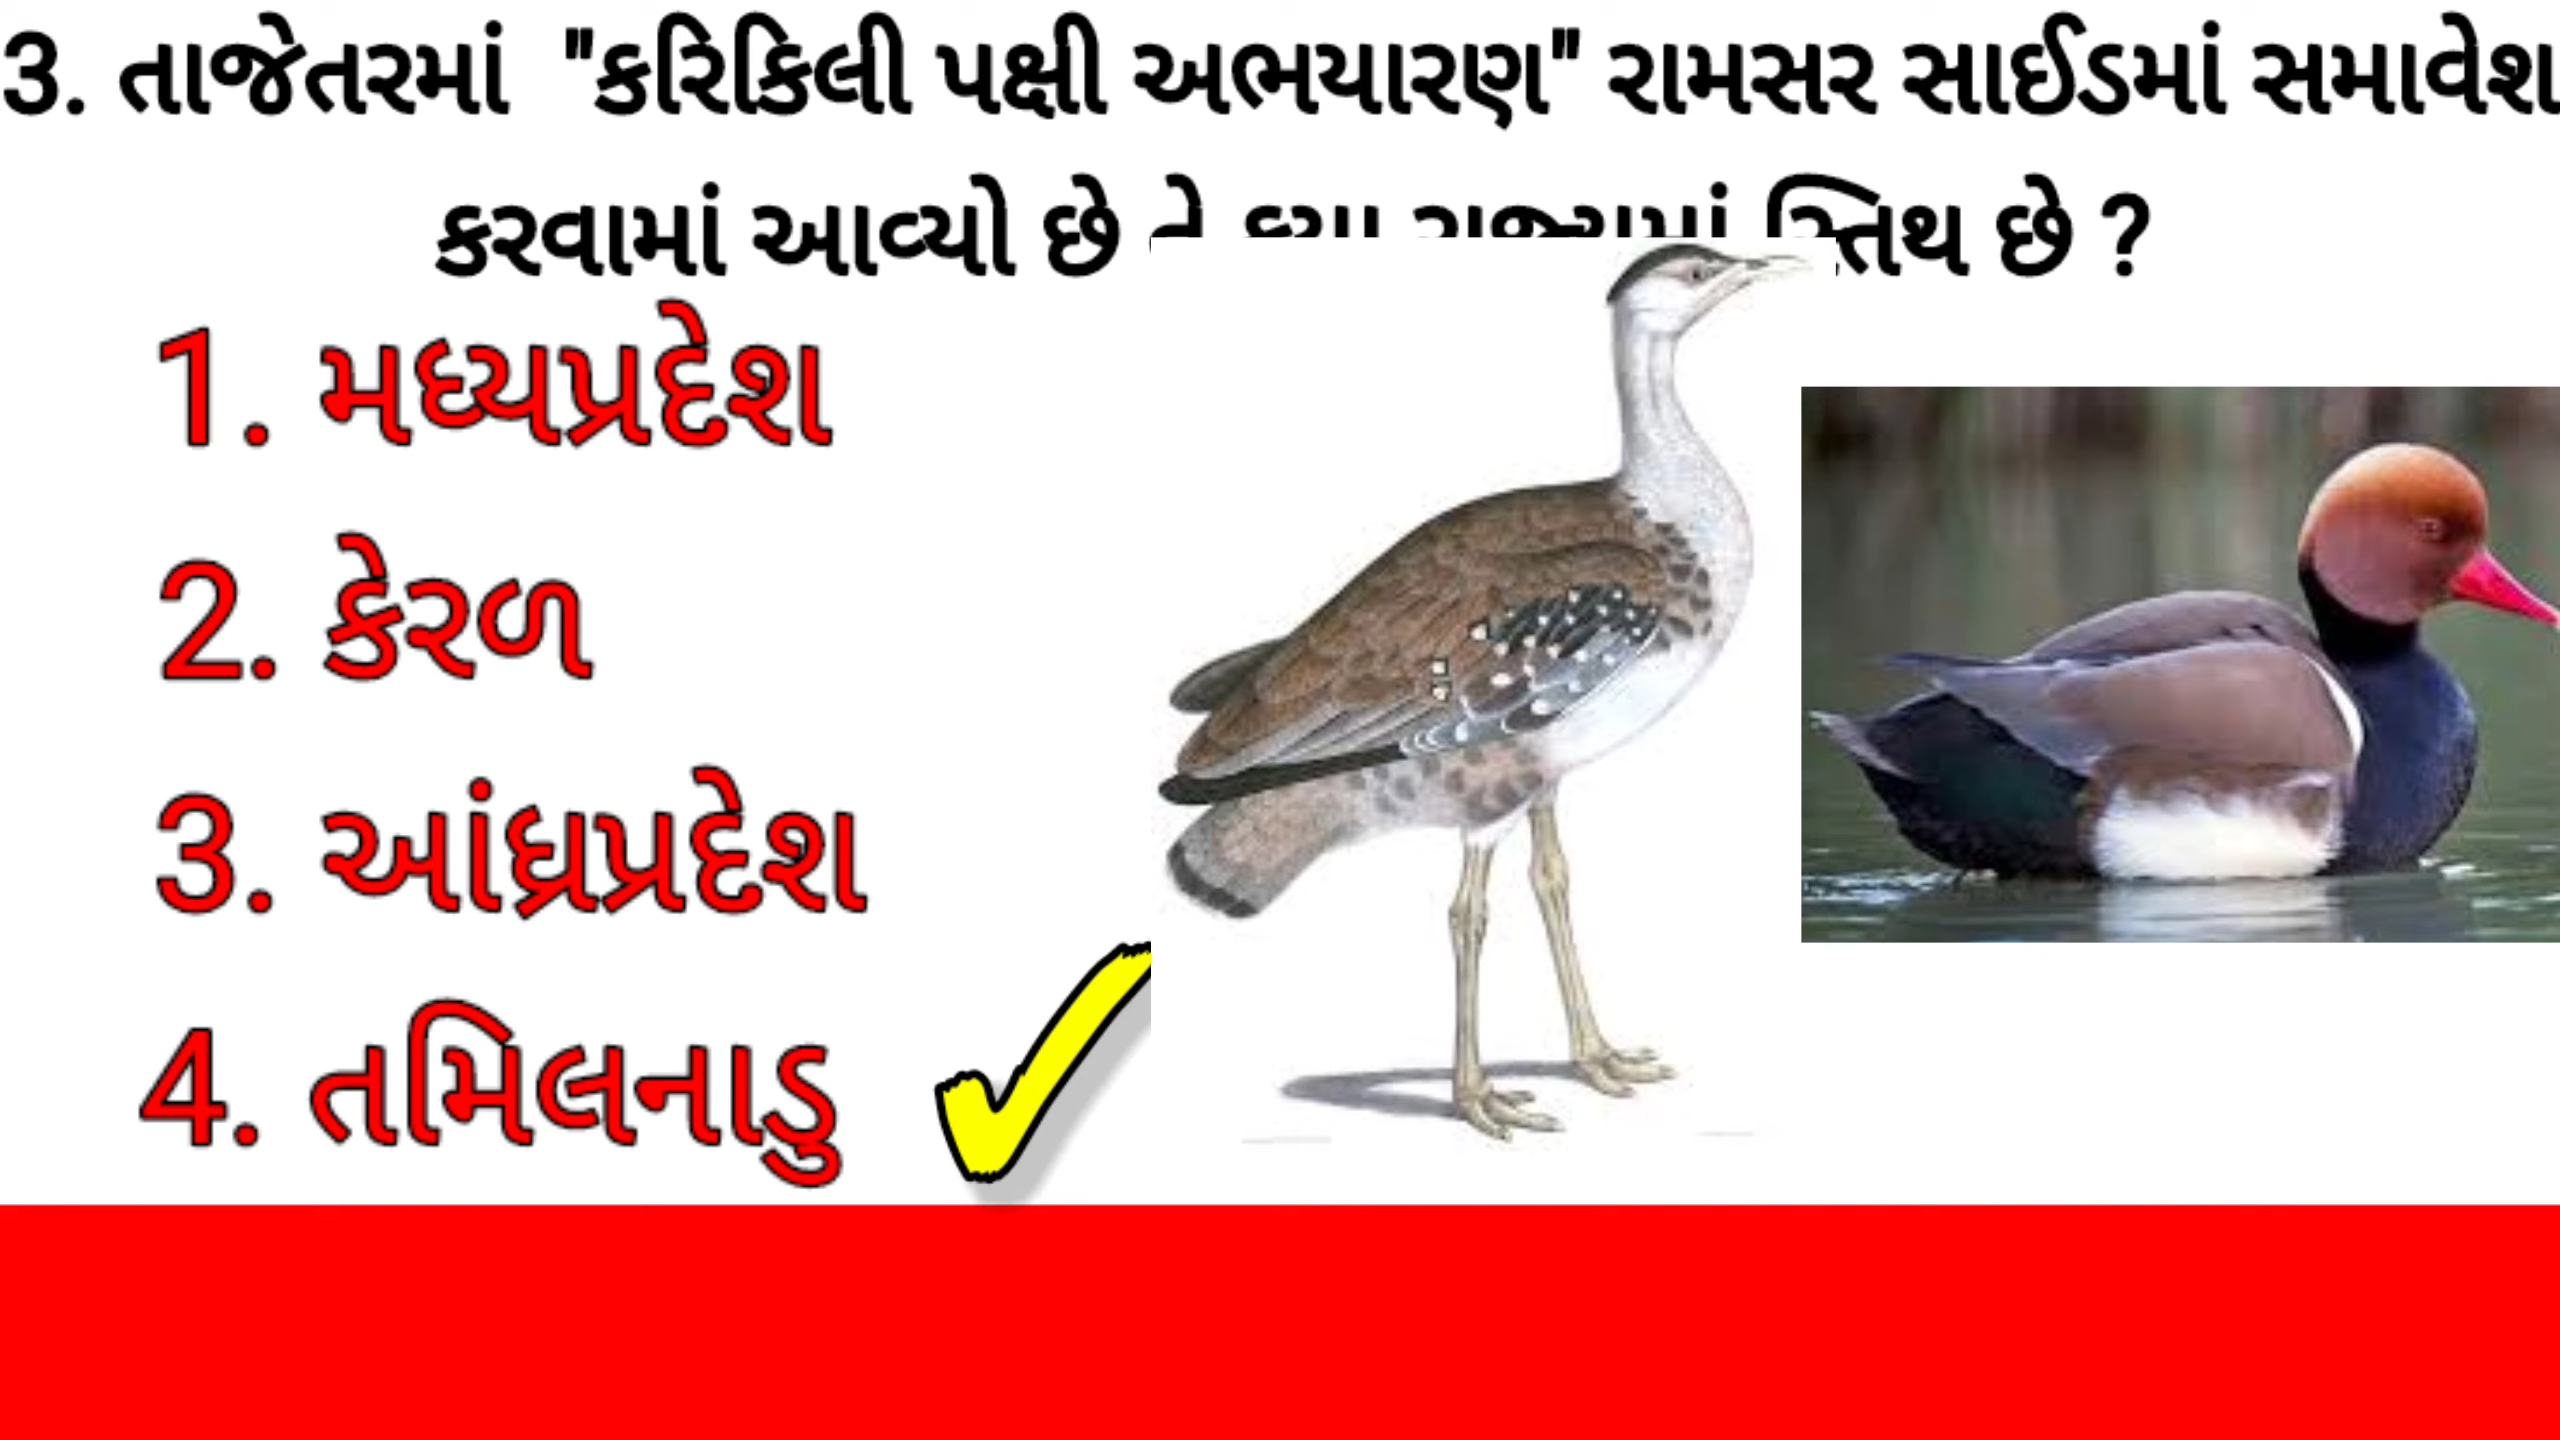 3. તાજેતરમાં "કરિકિલી પક્ષી અભયારણ" રામસર સાઈડમાં સમાવેશ
કરવામાં આવ્યો છે તે ક્યા રાજ્યમાં સ્તિથ છે ?
1. મધ્યપ્રદેશ
2. કેરળ
3. આંધ્રપ્રદેશ
4. તમિલનાડુ